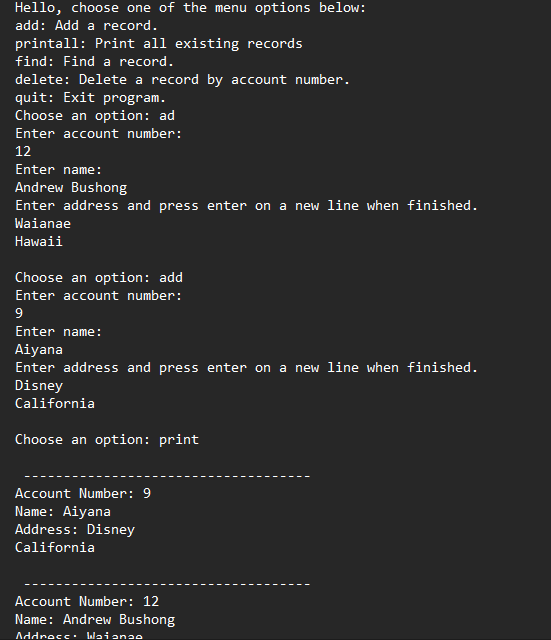 Hello, choose one of the menu options below:
add: Add a record.
printall: Print all existing records
find: Find a record.
delete: Delete a record by account number.
quit: Exit program.
Choose an option: ad
Enter account number:
12
Enter name:
Andrew Bushong
Enter address and press enter on a new line when finished.
Waianae
Hawaii
Choose an option: add
Enter account number:
9
Enter name:
Aiyana
Enter address and press enter on a new line when finished.
Disney
California
Choose an option: print
------------------------------------
Account Number: 9
Name: Aiyana
Address: Disney
California
------------------------------------
Account Number: 12
Name: Andrew Bushong
Address: Waianae